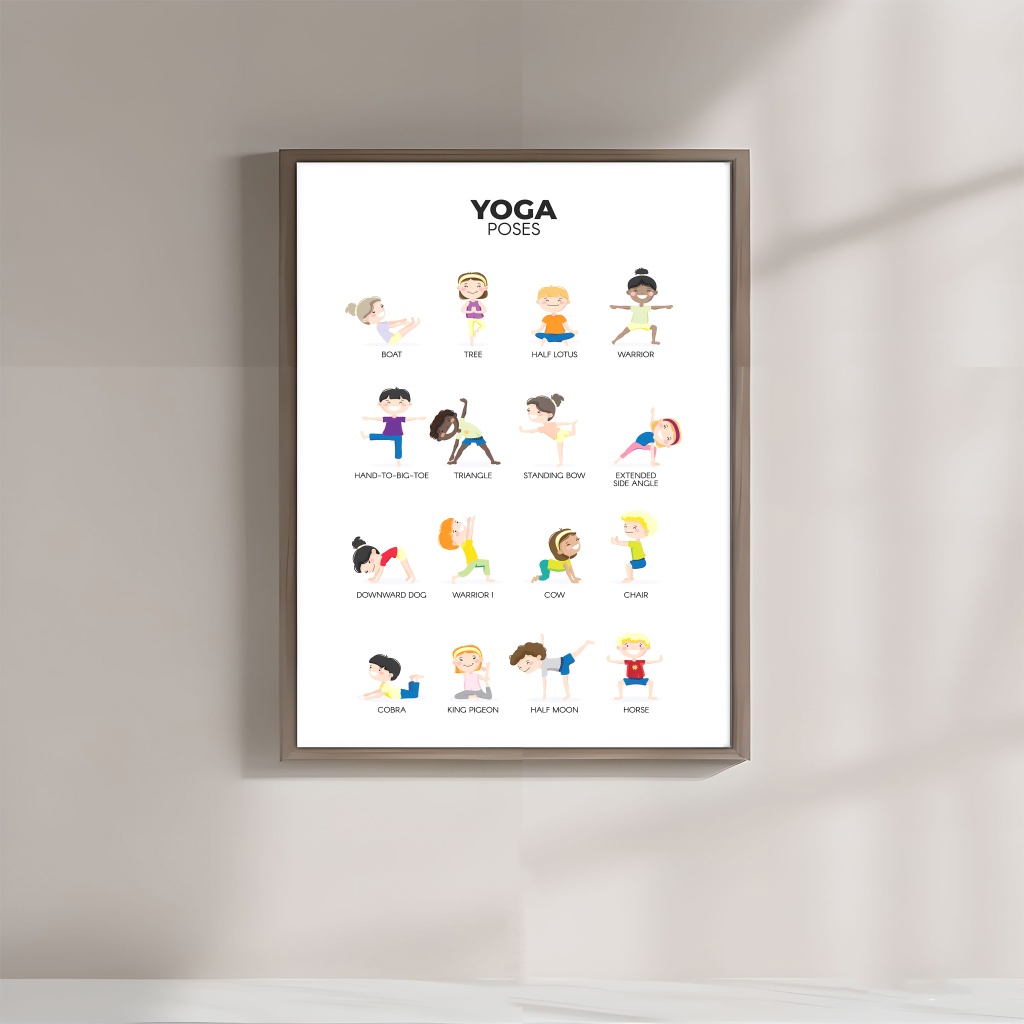 YOGA
POSES
BOAT
TREE
HALF LOTUS
WARRIOR
HAND-TO-BIG-TOE
TRIANGLE
STANDING BOW
EXTENDED
SIDE ANGLE
DOWNWARD DOG
WARRIOR I
COW
CHAIR
COBRA
KING PIGEON
HALF MOON
HORSE